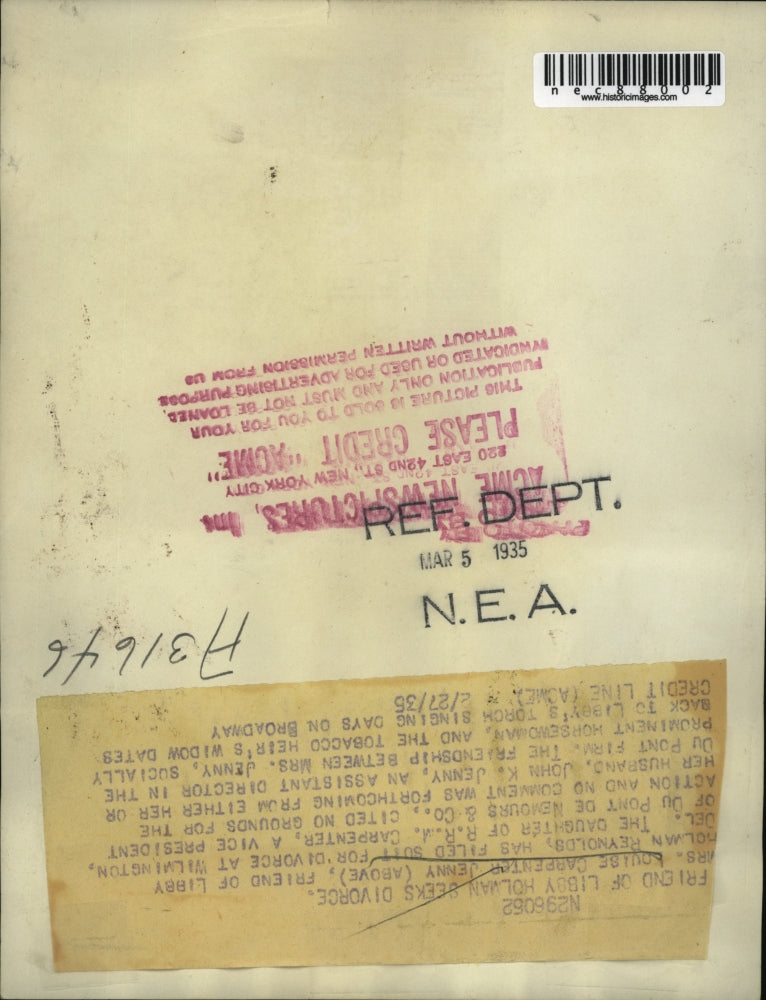 n e c 8 8 0 0 2
www.historicimages.com
REF. DEPT.
MAR 5 1935
N.E.A.
ACME NEWSPICTURES, Inc
220 EAST 42ND ST., NEW YORK CITY
PLEASE CREDIT "ACME"
THIS PICTURE IS SOLD TO YOU FOR YOUR
PUBLICATION ONLY AND MUST NOT BE LOANED,
SYNDICATED OR USED FOR ADVERTISING PURPOSE
WITHOUT WRITTEN PERMISSION FROM US
A31646
N296052
FRIEND OF LIBBY HOLMAN SEEKS DIVORCE.
MRS. LOUISE CARPENTER JENNY (ABOVE), FRIEND OF LIBBY
HOLMAN REYNOLDS, HAS FILED SUIT FOR DIVORCE AT WILMINGTON,
DEL. THE DAUGHTER OF R.R.M. CARPENTER, A VICE PRESIDENT
OF DU PONT DE NEMOURS & CO., CITED NO GROUNDS FOR THE
ACTION AND NO COMMENT WAS FORTHCOMING FROM EITHER HER OR
HER HUSBAND, JOHN K. JENNY, AN ASSISTANT DIRECTOR IN THE
DU PONT FIRM. THE FRIENDSHIP BETWEEN MRS. JENNY, SOCIALLY
PROMINENT HORSEWOMAN, AND THE TOBACCO HEIR'S WIDOW DATES
BACK TO LIBBY'S TORCH SINGING DAYS ON BROADWAY
CREDIT LINE (ACME) 2/27/35